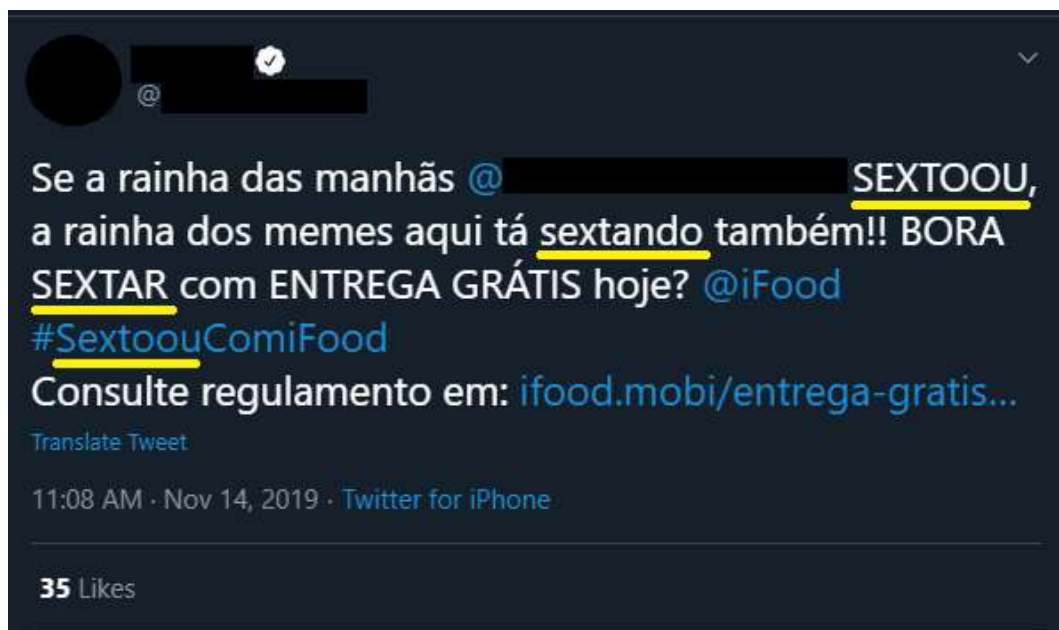 @
Se a rainha das manhãs @ SEXTOOU,
a rainha dos memes aqui tá sextando também!! BORA
SEXTAR com ENTREGA GRÁTIS hoje? @iFood
#SextoouComiFood
Consulte regulamento em: ifood.mobi/entrega-gratis...
Translate Tweet
11:08 AM · Nov 14, 2019 · Twitter for iPhone
35 Likes